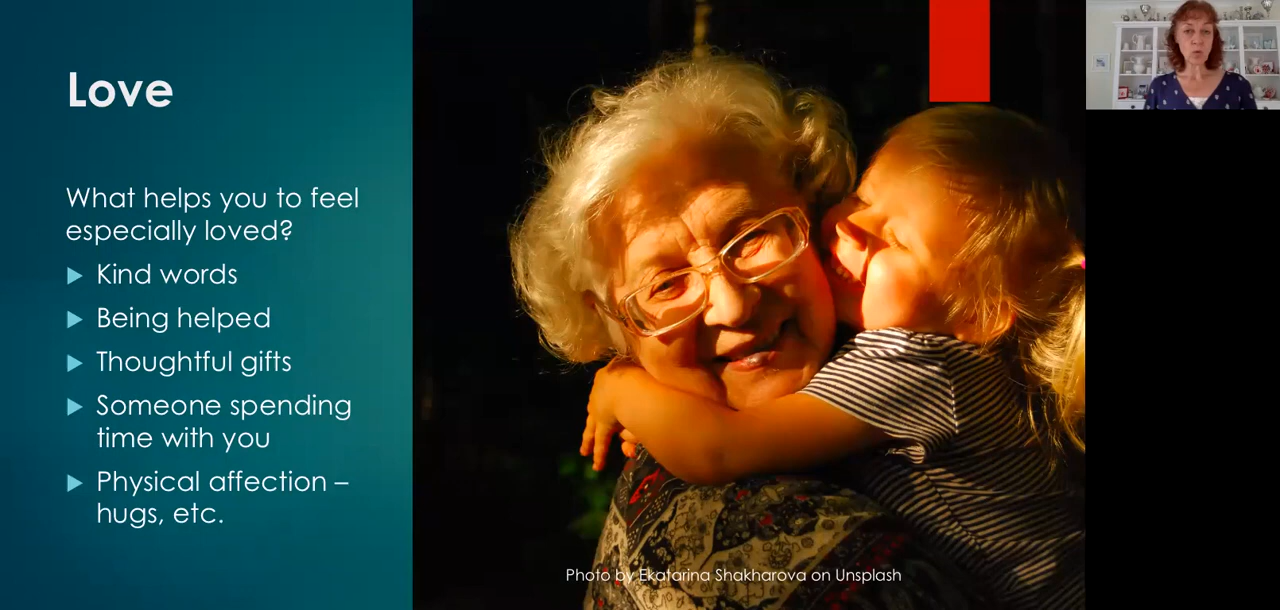 Love
What helps you to feel
especially loved?
Kind words
Being helped
Thoughtful gifts
Someone spending
time with you
Physical affection –
hugs, etc.
Photo by Ekatarina Shakharova on Unsplash